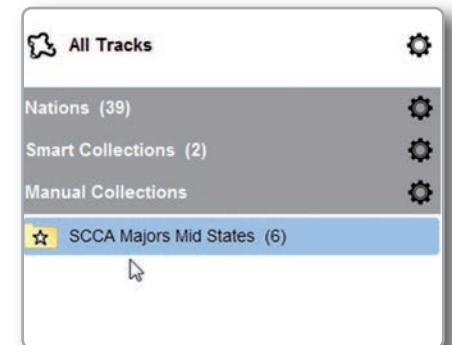 All Tracks
Nations (39)
Smart Collections (2)
Manual Collections
SCCA Majors Mid States (6)